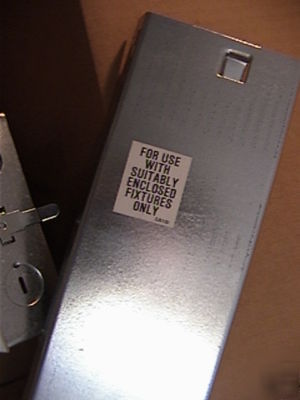 FOR USE
WITH
SUITABLY
ENCLOSED
FIXTURES
ONLY